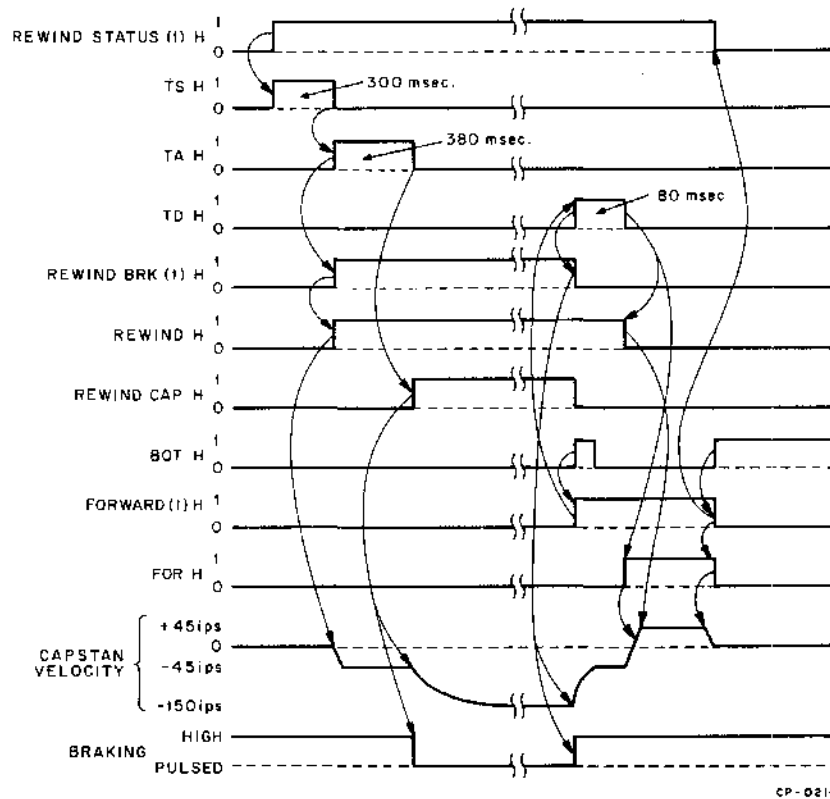 REWIND STATUS (1) H 1
0
TS H 1
0
300 msec.
TA H 1
0
380 msec.
TD H 1
0
80 msec
REWIND BRK (1) H 1
0
REWIND H 1
0
REWIND CAP H 1
0
BOT H 1
0
FORWARD (1) H 1
0
FOR H 1
0
CAPSTAN VELOCITY
+45ips
0
-45ips
-150ips
BRAKING
HIGH
PULSED